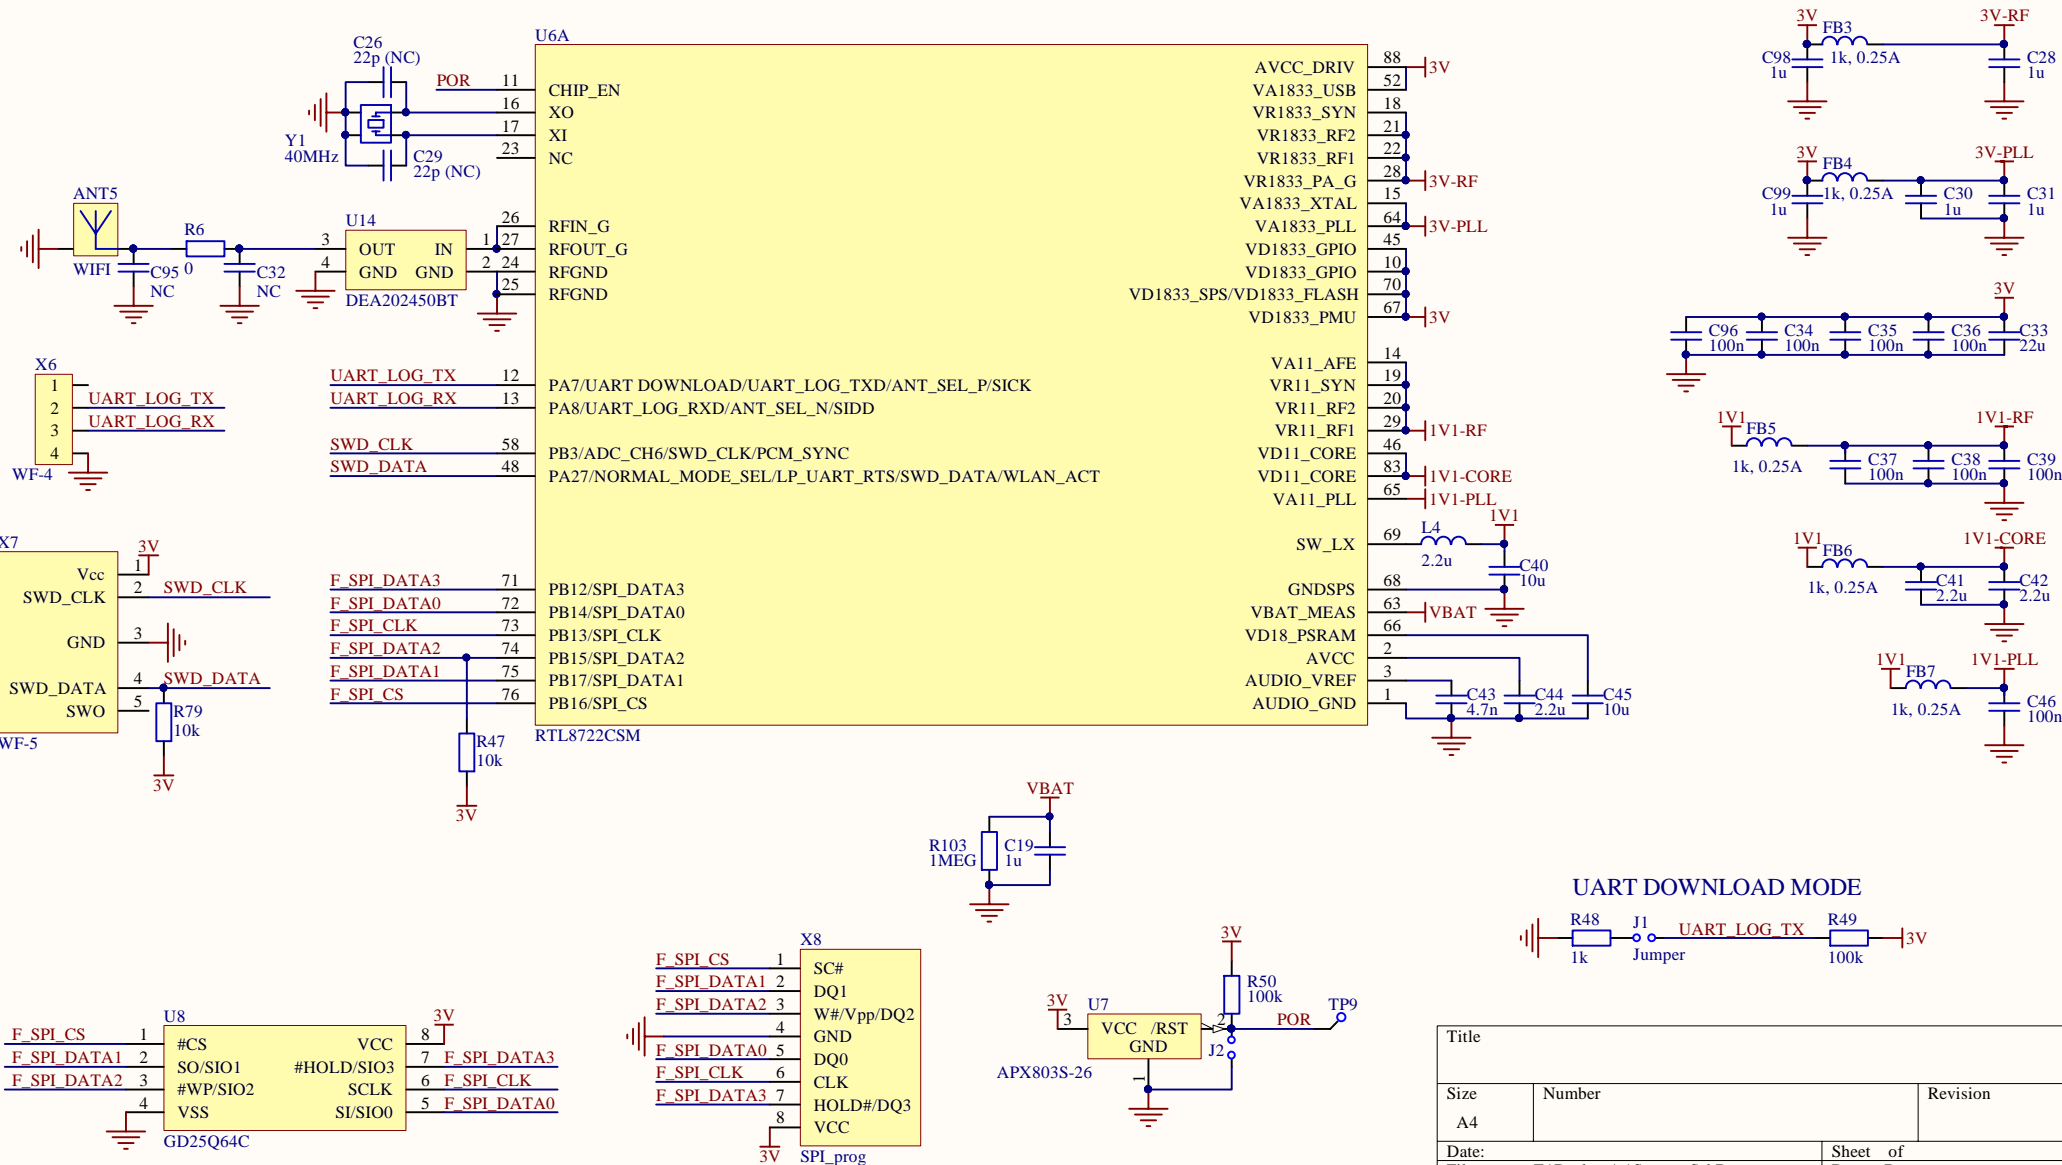 C26
22p (NC)
POR
Y1
40MHz
C29
22p (NC)
ANT5
WIFI
C95
NC
R6
0
C32
NC
U14
3 OUT IN 1
4 GND GND 2
DEA202450BT
X6
1
2 UART_LOG_TX
3 UART_LOG_RX
4
WF-4
X7
3V
Vcc 1
SWD_CLK 2 SWD_CLK
GND 3
SWD_DATA 4 SWD_DATA
SWO 5
WF-5
R79
10k
3V
U6A
11 CHIP_EN
16 XO
17 XI
23 NC
26 RFIN_G
27 RFOUT_G
24 RFGND
25 RFGND
UART_LOG_TX 12 PA7/UART DOWNLOAD/UART_LOG_TXD/ANT_SEL_P/SICK
UART_LOG_RX 13 PA8/UART_LOG_RXD/ANT_SEL_N/SIDD
SWD_CLK 58 PB3/ADC_CH6/SWD_CLK/PCM_SYNC
SWD_DATA 48 PA27/NORMAL_MODE_SEL/LP_UART_RTS/SWD_DATA/WLAN_ACT
F_SPI_DATA3 71 PB12/SPI_DATA3
F_SPI_DATA0 72 PB14/SPI_DATA0
F_SPI_CLK 73 PB13/SPI_CLK
F_SPI_DATA2 74 PB15/SPI_DATA2
F_SPI_DATA1 75 PB17/SPI_DATA1
F_SPI_CS 76 PB16/SPI_CS
RTL8722CSM
R47
10k
3V
AVCC_DRIV 88 3V
VA1833_USB 52
VR1833_SYN 18
VR1833_RF2 21
VR1833_RF1 22
VR1833_PA_G 28 3V-RF
VA1833_XTAL 15
VA1833_PLL 64 3V-PLL
VD1833_GPIO 45
VD1833_GPIO 10
VD1833_SPS/VD1833_FLASH 70
VD1833_PMU 67 3V
VA11_AFE 14
VR11_SYN 19
VR11_RF2 20
VR11_RF1 29 1V1-RF
VD11_CORE 46
VD11_CORE 83 1V1-CORE
VA11_PLL 65 1V1-PLL
SW_LX 69
GNDSPS 68
VBAT_MEAS 63 VBAT
VD18_PSRAM 66
AVCC 2
AUDIO_VREF 3
AUDIO_GND 1
L4
2.2u
1V1
C40
10u
C43
4.7n
C44
2.2u
C45
10u
3V FB3 3V-RF
C98
1u
1k, 0.25A
C28
1u
3V FB4 3V-PLL
C99
1u
1k, 0.25A
C30
1u
C31
1u
3V
C96
100n
C34
100n
C35
100n
C36
100n
C33
22u
1V1 FB5 1V1-RF
1k, 0.25A
C37
100n
C38
100n
C39
100n
1V1 FB6 1V1-CORE
1k, 0.25A
C41
2.2u
C42
2.2u
1V1 FB7 1V1-PLL
1k, 0.25A
C46
100n
VBAT
R103
1MEG
C19
1u
UART DOWNLOAD MODE
R48
1k
J1
Jumper
UART_LOG_TX
R49
100k
3V
U8
F_SPI_CS 1 #CS VCC 8 3V
F_SPI_DATA1 2 SO/SIO1 #HOLD/SIO3 7 F_SPI_DATA3
F_SPI_DATA2 3 #WP/SIO2 SCLK 6 F_SPI_CLK
4 VSS SI/SIO0 5 F_SPI_DATA0
GD25Q64C
X8
F_SPI_CS 1 SC#
F_SPI_DATA1 2 DQ1
F_SPI_DATA2 3 W#/Vpp/DQ2
4 GND
F_SPI_DATA0 5 DQ0
F_SPI_CLK 6 CLK
F_SPI_DATA3 7 HOLD#/DQ3
8 VCC
3V
SPI_prog
3V
R50
100k
3V U7
3 VCC /RST 2 POR TP9
GND
1
J2
APX803S-26
Title
Size Number Revision
A4
Date: Sheet of